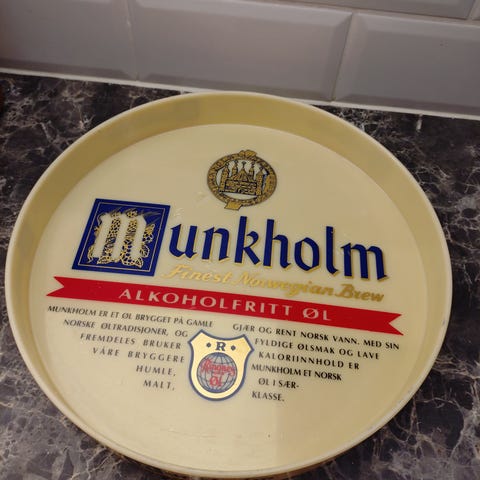 Munkholm
Finest Norwegian Brew
ALKOHOLFRITT ØL
MUNKHOLM ER ET ØL BRYGGET PÅ GAMLE
NORSKE ØLTRADISJONER, OG
FREMDELES BRUKER
VÅRE BRYGGERE
HUMLE,
MALT,
GJÆR OG RENT NORSK VANN. MED SIN
FYLDIGE ØLSMAK OG LAVE
KALORIINNHOLD ER
MUNKHOLM ET NORSK
ØL I SÆR-
KLASSE.
R
Ringnes
ØL